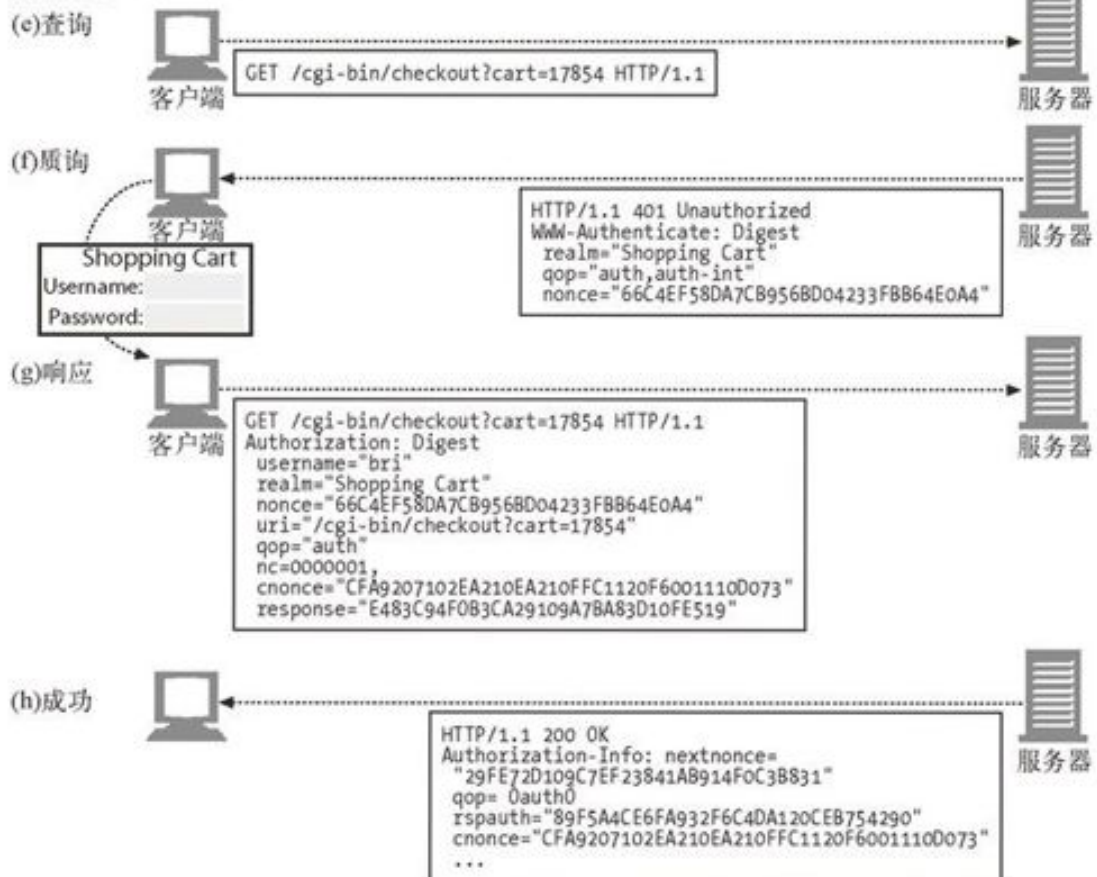 (e)查询
GET /cgi-bin/checkout?cart=17854 HTTP/1.1
客户端
服务器
(f)质询
客户端
服务器
HTTP/1.1 401 Unauthorized
WWW-Authenticate: Digest
realm="Shopping Cart"
qop="auth,auth-int"
nonce="66C4EF58DA7CB956BD04233FBB64E0A4"
Shopping Cart
Username:
Password:
(g)响应
客户端
服务器
GET /cgi-bin/checkout?cart=17854 HTTP/1.1
Authorization: Digest
username="bri"
realm="Shopping Cart"
nonce="66C4EF58DA7CB956BD04233FBB64E0A4"
uri="/cgi-bin/checkout?cart=17854"
qop="auth"
nc=0000001,
cnonce="CFA9207102EA210EA210FFC1120F6001110D073"
response="E483C94F0B3CA29109A7BA83D10FE519"
(h)成功
服务器
HTTP/1.1 200 OK
Authorization-Info: nextnonce=
"29FE72D109C7EF23841AB914F0C3B831"
qop= 0auth0
rspauth="89F5A4CE6FA932F6C4DA120CEB754290"
cnonce="CFA9207102EA210EA210FFC1120F6001110D073"
...